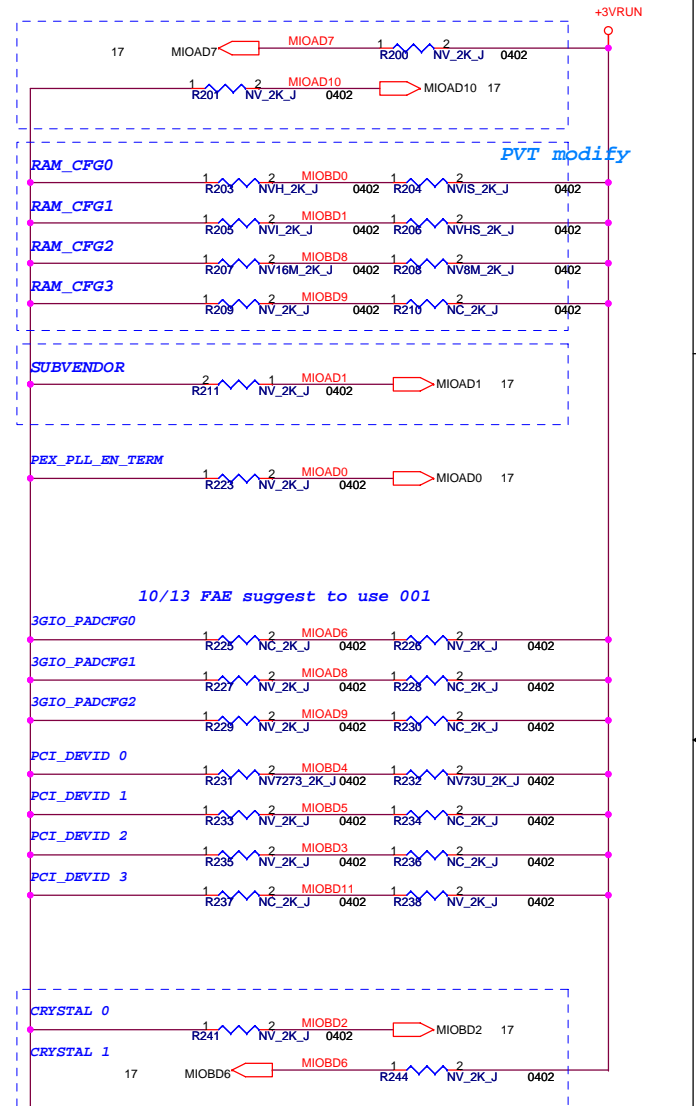 +3VRUN
17 MIOAD7 MIOAD7 1 2 R200 NV_2K_J 0402
1 2 R201 NV_2K_J MIOAD10 0402 MIOAD10 17
PVT modify
RAM_CFG0
1 2 R203 NVH_2K_J MIOBD0 0402 1 2 R204 NVIS_2K_J 0402
RAM_CFG1
1 2 R205 NVI_2K_J MIOBD1 0402 1 2 R206 NVHS_2K_J 0402
RAM_CFG2
1 2 R207 NV16M_2K_J MIOBD8 0402 1 2 R208 NV8M_2K_J 0402
RAM_CFG3
1 2 R209 NV_2K_J MIOBD9 0402 1 2 R210 NC_2K_J 0402
SUBVENDOR
2 1 R211 NV_2K_J MIOAD1 0402 MIOAD1 17
PEX_PLL_EN_TERM
1 2 R223 NV_2K_J MIOAD0 0402 MIOAD0 17
10/13 FAE suggest to use 001
3GIO_PADCFG0
1 2 R225 NC_2K_J MIOAD6 0402 1 2 R226 NV_2K_J 0402
3GIO_PADCFG1
1 2 R227 NV_2K_J MIOAD8 0402 1 2 R228 NC_2K_J 0402
3GIO_PADCFG2
1 2 R229 NV_2K_J MIOAD9 0402 1 2 R230 NC_2K_J 0402
PCI_DEVID 0
1 2 R231 NV7273_2K_J MIOBD4 0402 1 2 R232 NV73U_2K_J 0402
PCI_DEVID 1
1 2 R233 NV_2K_J MIOBD5 0402 1 2 R234 NC_2K_J 0402
PCI_DEVID 2
1 2 R235 NV_2K_J MIOBD3 0402 1 2 R236 NC_2K_J 0402
PCI_DEVID 3
1 2 R237 NC_2K_J MIOBD11 0402 1 2 R238 NV_2K_J 0402
CRYSTAL 0
1 2 R241 NV_2K_J MIOBD2 0402 MIOBD2 17
CRYSTAL 1
17 MIOBD6 MIOBD6 1 2 R244 NV_2K_J 0402